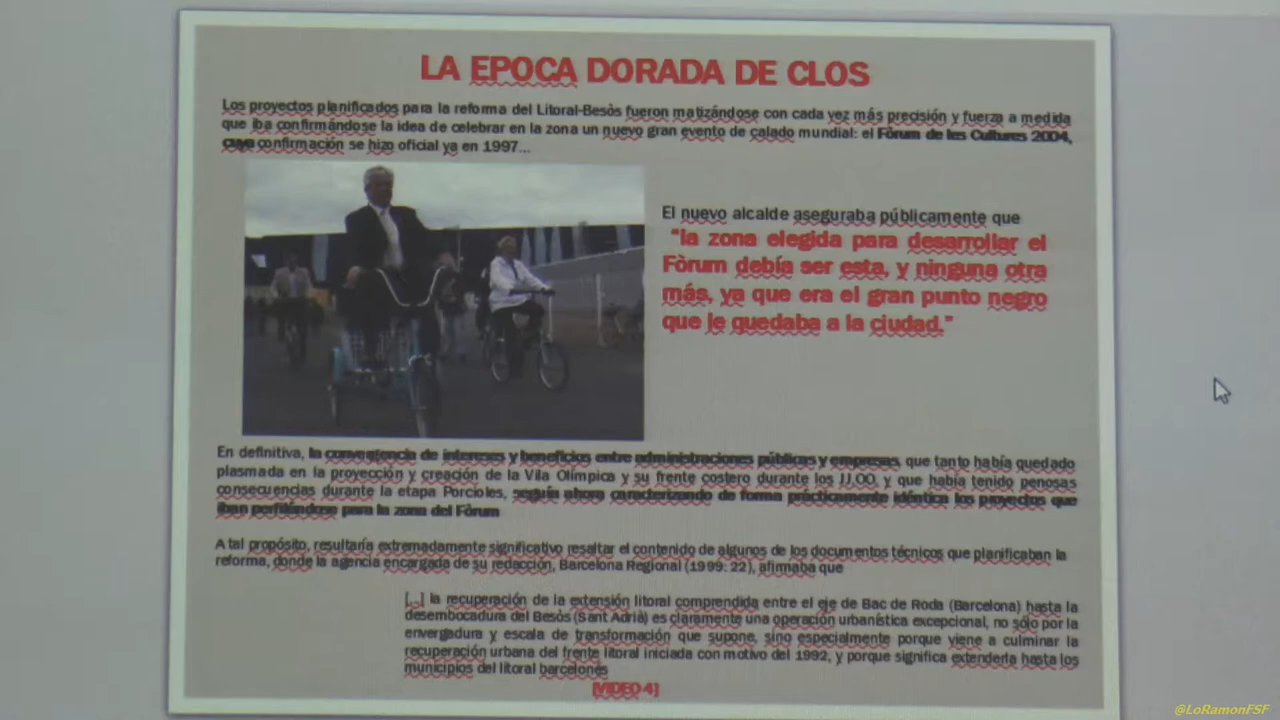 LA EPOCA DORADA DE CLOS
Los proyectos planificados para la reforma del Litoral-Besòs fueron matizándose con cada vez más precisión y fuerza a medida
que iba confirmándose la idea de celebrar en la zona un nuevo gran evento de calado mundial: el Fòrum de les Cultures 2004,
cuya confirmación se hizo oficial ya en 1997...
El nuevo alcalde aseguraba públicamente que
"la zona elegida para desarrollar el
Fòrum debía ser esta, y ninguna otra
más, ya que era el gran punto negro
que le quedaba a la ciudad."
En definitiva, la convergencia de intereses y beneficios entre administraciones públicas y empresas, que tanto había quedado
plasmada en la proyección y creación de la Vila Olímpica y su frente costero durante los JJ.OO, y que había tenido penosas
consecuencias durante la etapa Porcioles, seguía ahora caracterizando de forma prácticamente idéntica los proyectos que
iban perfilándose para la zona del Fòrum
A tal propósito, resultaría extremadamente significativo resaltar el contenido de algunos de los documentos técnicos que planificaban la
reforma, donde la agencia encargada de su redacción, Barcelona Regional (1999: 22), afirmaba que
[...] la recuperación de la extensión litoral comprendida entre el eje de Bac de Roda (Barcelona) hasta la
desembocadura del Besòs (Sant Adrià) es claramente una operación urbanística excepcional, no sólo por la
envergadura y escala de transformación que supone, sino especialmente porque viene a culminar la
recuperación urbana del frente litoral iniciada con motivo del 1992, y porque significa extenderla hasta los
municipios del litoral barcelonés
[VIDEO 4]
@LoRamonFSF